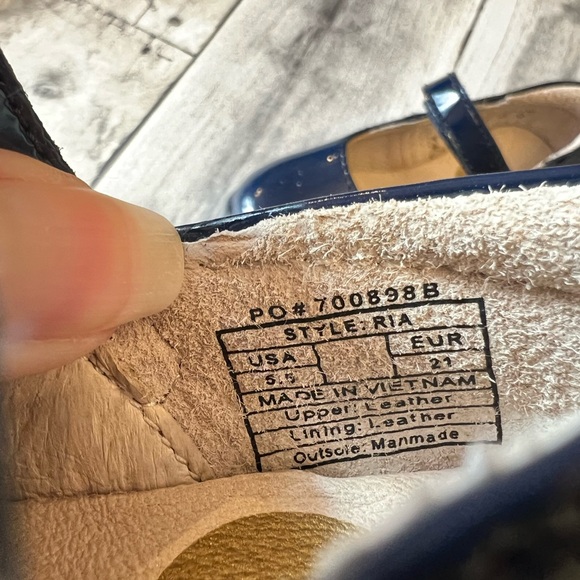 PO# 700898B
STYLE: RIA
USA EUR
5.5 21
MADE IN VIETNAM
Upper: Leather
Lining: Leather
Outsole: Manmade